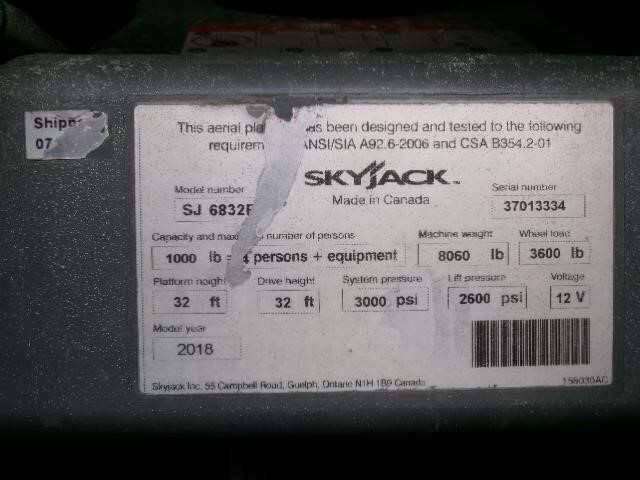 Shipp
07
This aerial pla has been designed and tested to the following
requirem ANSI/SIA A92.6-2006 and CSA B354.2-01
SKYJACK™
Made in Canada
Model number
SJ 6832
Serial number
37013334
Capacity and maxi number of persons
1000 lb = 4 persons + equipment
Machine weight
8060 lb
Wheel load
3600 lb
Platform height
32 ft
Drive height
32 ft
System pressure
3000 psi
Lift pressure
2600 psi
Voltage
12 V
Model year
2018
Skyjack Inc. 55 Campbell Road, Guelph, Ontario N1H 1B9 Canada
158030AC